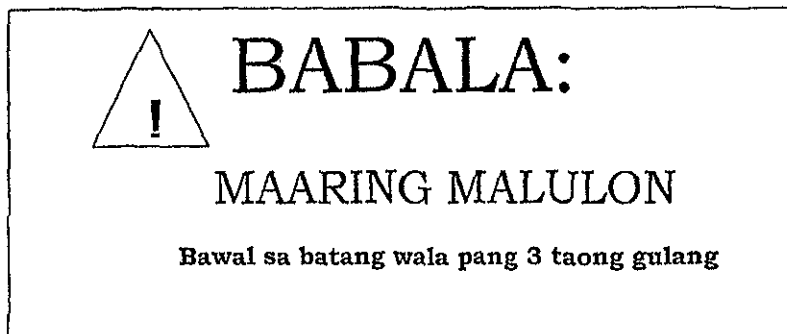 !
BABALA:
MAARING MALULON
Bawal sa batang wala pang 3 taong gulang